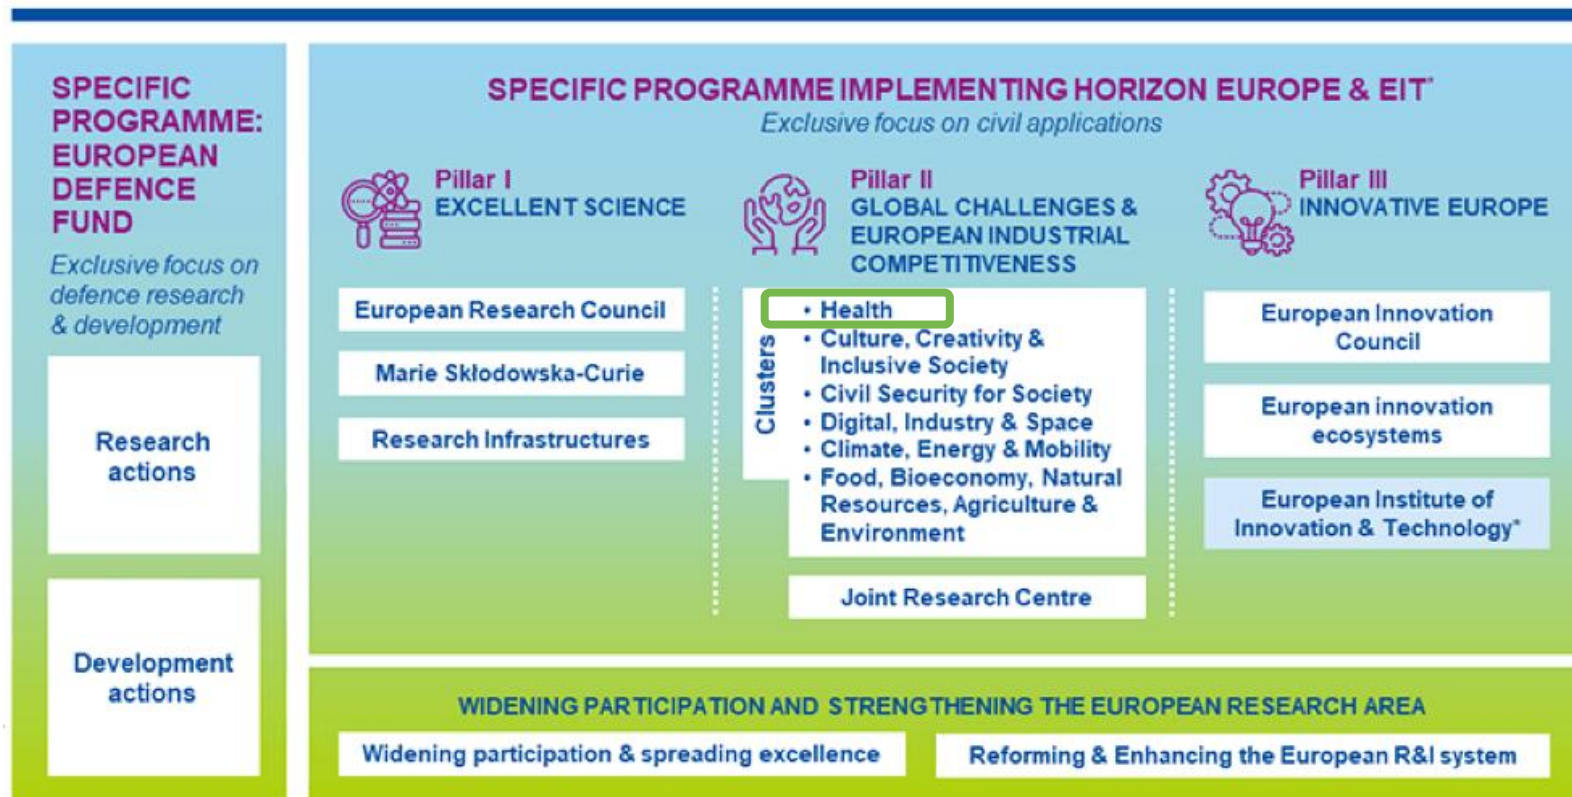 SPECIFIC
PROGRAMME:
EUROPEAN
DEFENCE
FUND
Exclusive focus on
defence research
& development
Research
actions
Development
actions
SPECIFIC PROGRAMME IMPLEMENTING HORIZON EUROPE & EIT*
Exclusive focus on civil applications
Pillar I
EXCELLENT SCIENCE
European Research Council
Marie Skłodowska-Curie
Research Infrastructures
Pillar II
GLOBAL CHALLENGES &
EUROPEAN INDUSTRIAL
COMPETITIVENESS
Clusters
• Health
• Culture, Creativity &
Inclusive Society
• Civil Security for Society
• Digital, Industry & Space
• Climate, Energy & Mobility
• Food, Bioeconomy, Natural
Resources, Agriculture &
Environment
Joint Research Centre
Pillar III
INNOVATIVE EUROPE
European Innovation
Council
European innovation
ecosystems
European Institute of
Innovation & Technology*
WIDENING PARTICIPATION AND STRENGTHENING THE EUROPEAN RESEARCH AREA
Widening participation & spreading excellence
Reforming & Enhancing the European R&I system